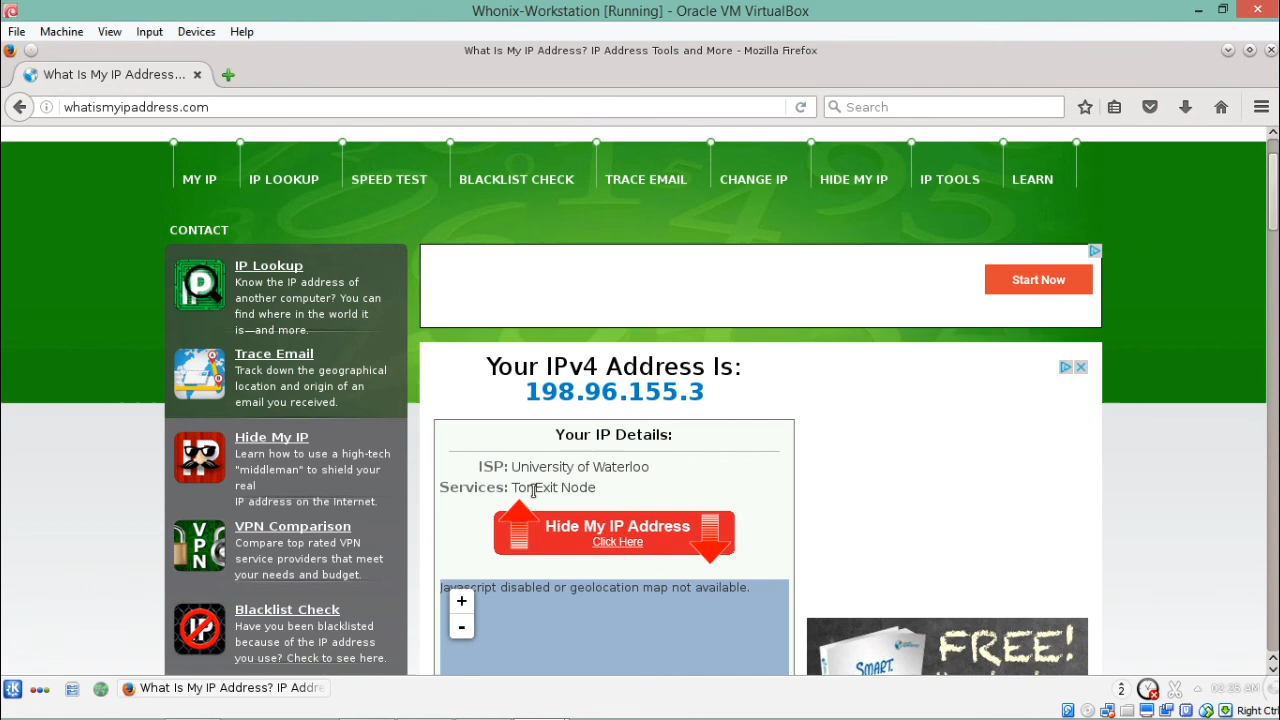 Whonix-Workstation [Running] - Oracle VM VirtualBox
File Machine View Input Devices Help
What Is My IP Address? IP Address Tools and More - Mozilla Firefox
What Is My IP Address...
whatismyipaddress.com
Search
MY IP IP LOOKUP SPEED TEST BLACKLIST CHECK TRACE EMAIL CHANGE IP HIDE MY IP IP TOOLS LEARN
CONTACT
IP Lookup
Know the IP address of
another computer? You can
find where in the world it
is—and more.
Trace Email
Track down the geographical
location and origin of an
email you received.
Hide My IP
Learn how to use a high-tech
"middleman" to shield your
real
IP address on the Internet.
VPN
VPN Comparison
Compare top rated VPN
service providers that meet
your needs and budget.
IP
Blacklist Check
Have you been blacklisted
because of the IP address
you use? Check to see here.
Start Now
Your IPv4 Address Is:
198.96.155.3
Your IP Details:
ISP: University of Waterloo
Services: Tor Exit Node
Hide My IP Address
Click Here
Javascript disabled or geolocation map not available.
+
-
FREE!
SMART.
What Is My IP Address? IP Addre
2
02:25 AM
Right Ctrl